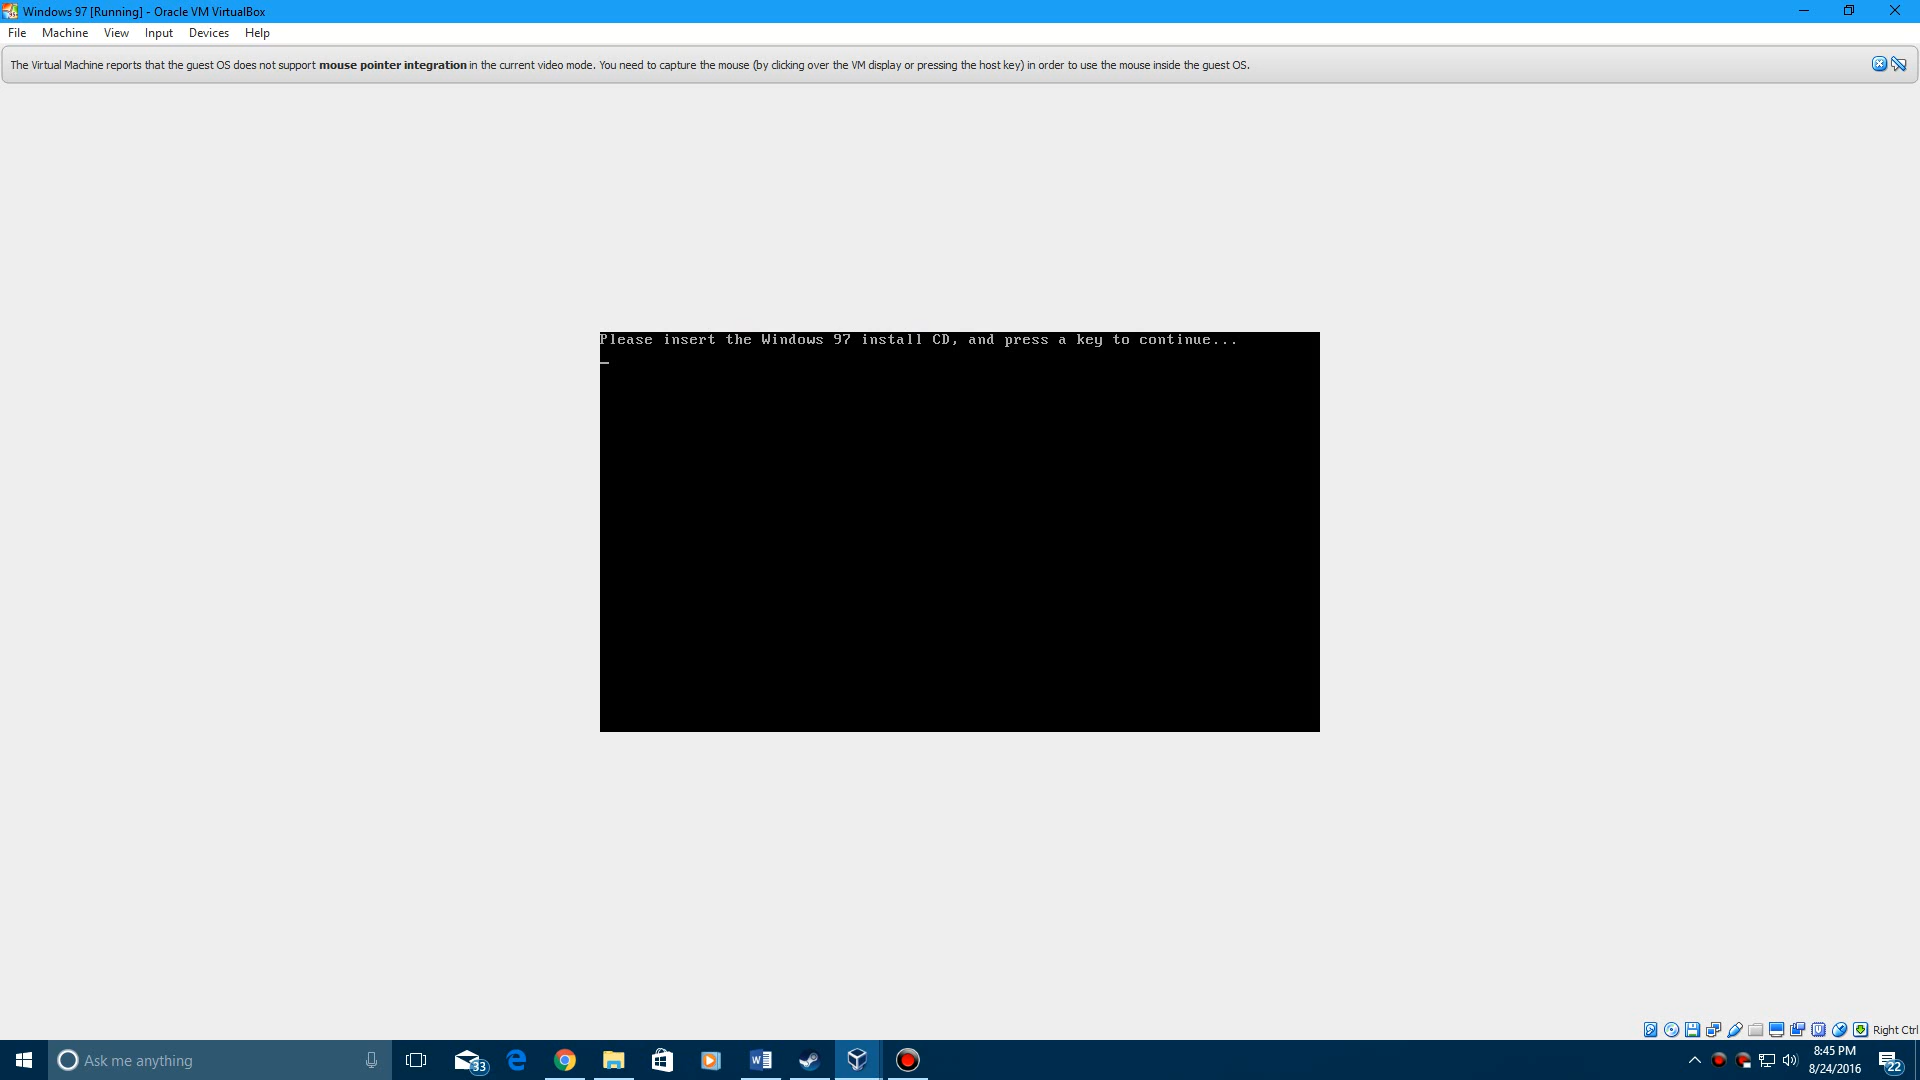 Windows 97 [Running] - Oracle VM VirtualBox
File Machine View Input Devices Help
The Virtual Machine reports that the guest OS does not support mouse pointer integration in the current video mode. You need to capture the mouse (by clicking over the VM display or pressing the host key) in order to use the mouse inside the guest OS.
Please insert the Windows 97 install CD, and press a key to continue...
Right Ctrl
Ask me anything
33
8:45 PM
8/24/2016
22